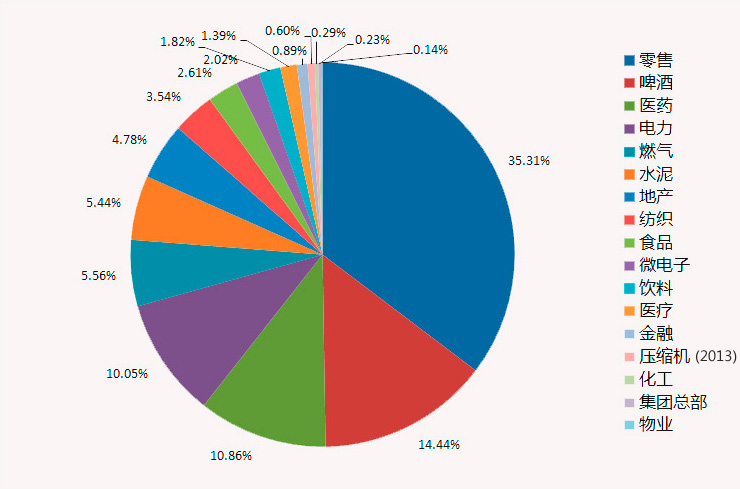 1.39%
0.60%
0.29%
0.23%
0.14%
1.82%
0.89%
2.02%
2.61%
3.54%
4.78%
5.44%
5.56%
10.05%
10.86%
14.44%
35.31%
零售
啤酒
医药
电力
燃气
水泥
地产
纺织
食品
微电子
饮料
医疗
金融
压缩机 (2013)
化工
集团总部
物业